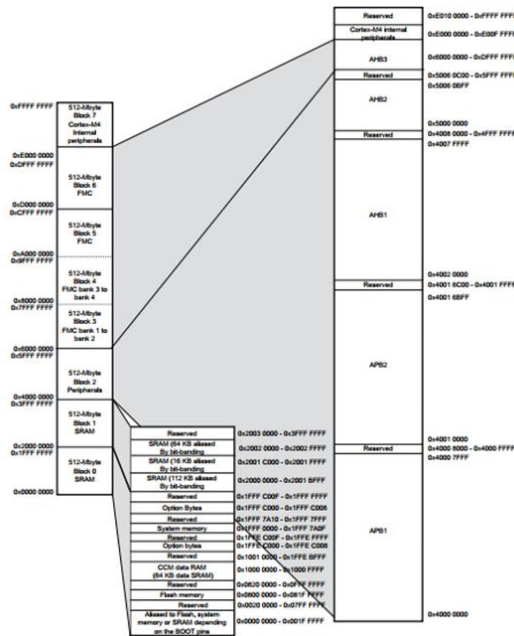 0xFFFF FFFF
512-Mbyte
Block 7
Cortex-M4
Internal
peripherals
0xE000 0000
0xDFFF FFFF
512-Mbyte
Block 6
FMC
0xD000 0000
0xCFFF FFFF
512-Mbyte
Block 5
FMC
0xA000 0000
0x9FFF FFFF
512-Mbyte
Block 4
FMC bank 3 to
bank 4
0x8000 0000
0x7FFF FFFF
512-Mbyte
Block 3
FMC bank 1 to
bank 2
0x6000 0000
0x5FFF FFFF
512-Mbyte
Block 2
Peripherals
0x4000 0000
0x3FFF FFFF
512-Mbyte
Block 1
SRAM
0x2000 0000
0x1FFF FFFF
512-Mbyte
Block 0
SRAM
0x0000 0000
Reserved 0x2003 0000 - 0x3FFF FFFF
SRAM (64 KB aliased
By bit-banding 0x2002 0000 - 0x2002 FFFF
SRAM (16 KB aliased
By bit-banding 0x2001 C000 - 0x2001 FFFF
SRAM (112 KB aliased
By bit-banding 0x2000 0000 - 0x2001 BFFF
Reserved 0x1FFF C00F - 0x1FFF FFFF
Option Bytes 0x1FFF C000 - 0x1FFF C008
Reserved 0x1FFF 7A10 - 0x1FFF 7FFF
System memory 0x1FFF 0000 - 0x1FFF 7A0F
Reserved 0x1FFE C00F - 0x1FFE FFFF
Option bytes 0x1FFE C000 - 0x1FFE C008
Reserved 0x1001 0000 - 0x1FFE BFFF
CCM data RAM
(64 KB data SRAM) 0x1000 0000 - 0x1000 FFFF
Reserved 0x0820 0000 - 0x0FFF FFFF
Flash memory 0x0800 0000 - 0x081F FFFF
Reserved 0x0020 0000 - 0x07FF FFFF
Aliased to Flash, system
memory or SRAM depending
on the BOOT pins 0x0000 0000 - 0x001F FFFF
Reserved 0xE010 0000 - 0xFFFF FFFF
Cortex-M4 internal
peripherals 0xE000 0000 - 0xE00F FFFF
AHB3 0x6000 0000 - 0xDFFF FFFF
Reserved 0x5006 0C00 - 0x5FFF FFFF
0x5006 0BFF
AHB2
0x5000 0000
Reserved 0x4008 0000 - 0x4FFF FFFF
0x4007 FFFF
AHB1
0x4002 0000
Reserved 0x4001 6C00 - 0x4001 FFFF
0x4001 6BFF
APB2
0x4001 0000
Reserved 0x4000 8000 - 0x4000 FFFF
0x4000 7FFF
APB1
0x4000 0000